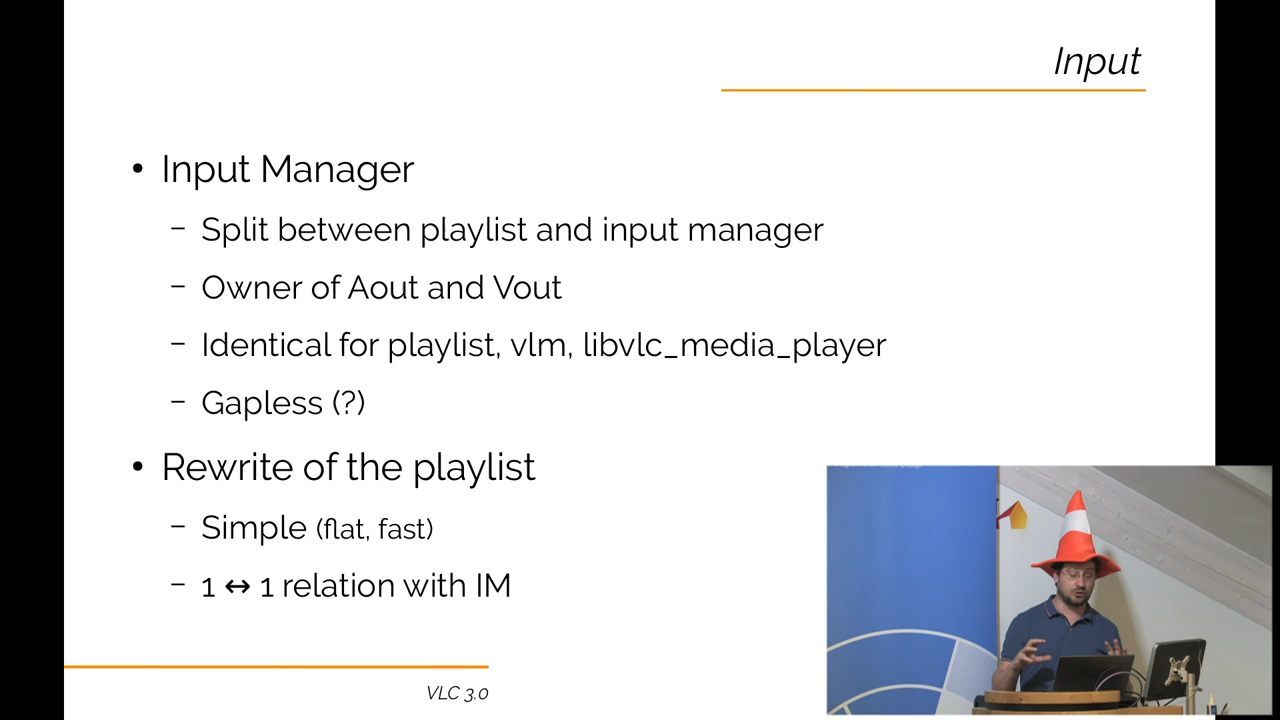 Input
• Input Manager
– Split between playlist and input manager
– Owner of Aout and Vout
– Identical for playlist, vlm, libvlc_media_player
– Gapless (?)
• Rewrite of the playlist
– Simple (flat, fast)
– 1 ↔ 1 relation with IM
VLC 3.0